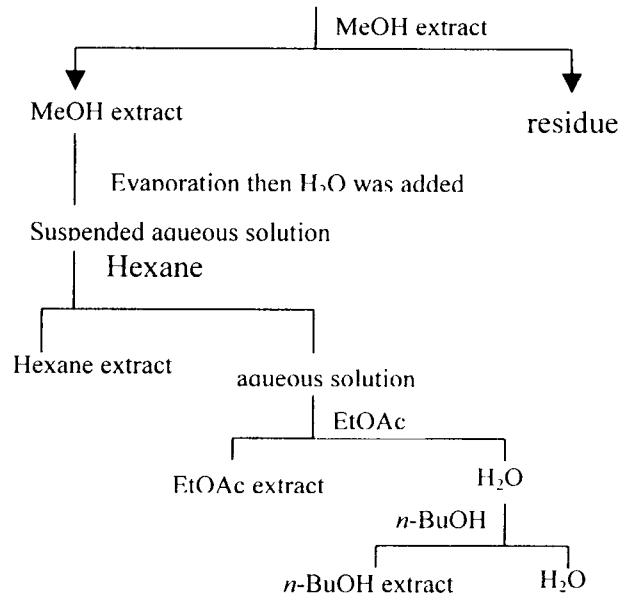 MeOH extract
MeOH extract
residue
Evaporation then H₂O was added
Suspended aqueous solution
Hexane
Hexane extract
aqueous solution
EtOAc
EtOAc extract
H₂O
n-BuOH
n-BuOH extract
H₂O